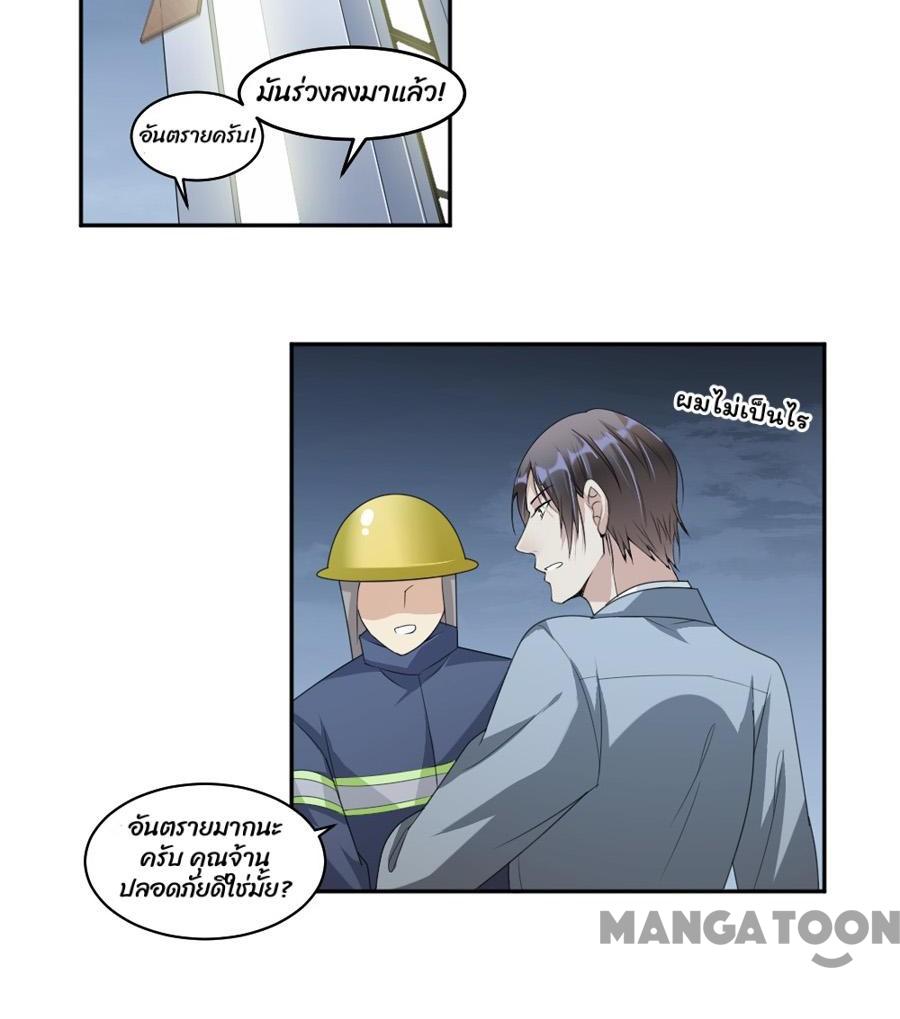 มันร่วงลงมาแล้ว!
อันตรายครับ!
ผมไม่เป็นไร
อันตรายมากนะ
ครับ คุณจ้าน
ปลอดภัยดีใช่มั้ย?
MANGATOON